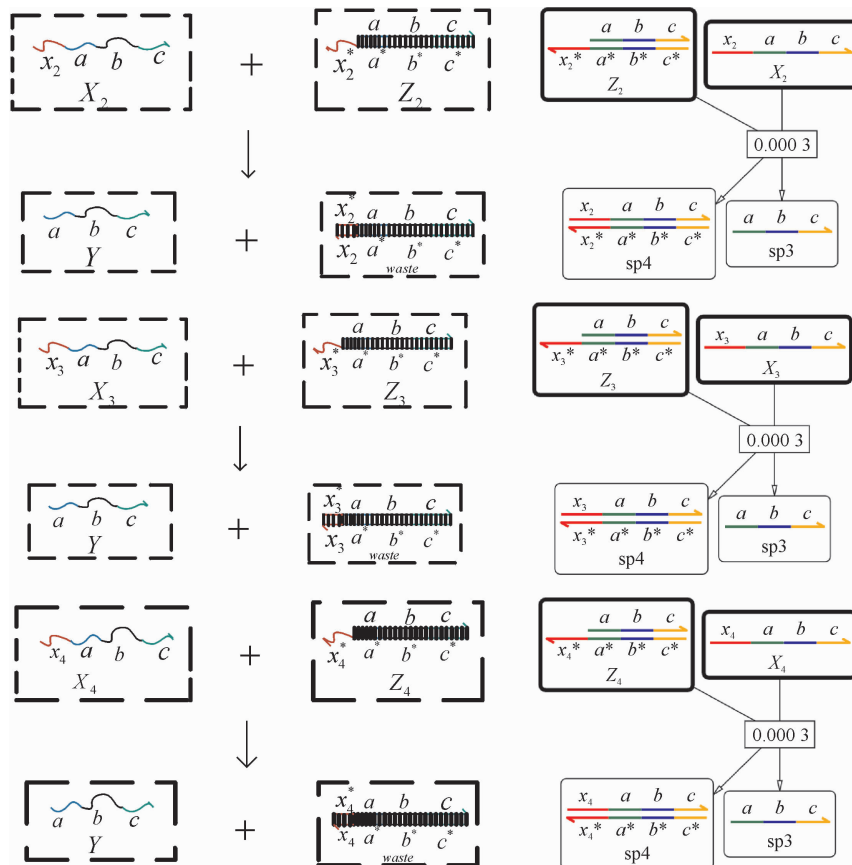 a b c
x₂ a b c + x₂* a* b* c*
X₂ Z₂
a b c x₂ a b c
x₂* a* b* c* X₂
Z₂
0.000 3
x₂* a b c
a b c + x₂ a* b* c*
Y waste
x₂ a b c a b c
x₂* a* b* c* sp3
sp4
a b c
x₃ a b c + x₃* a* b* c*
X₃ Z₃
a b c x₃ a b c
x₃* a* b* c* X₃
Z₃
0.000 3
x₃* a b c
a b c + x₃ a* b* c*
Y waste
x₃ a b c a b c
x₃* a* b* c* sp3
sp4
a b c
x₄ a b c + x₄* a* b* c*
X₄ Z₄
a b c x₄ a b c
x₄* a* b* c* X₄
Z₄
0.000 3
x₄* a b c
a b c + x₄ a* b* c*
Y waste
x₄ a b c a b c
x₄* a* b* c* sp3
sp4